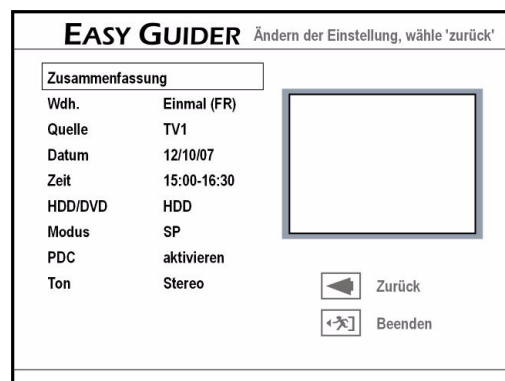 EASY GUIDER Ändern der Einstellung, wähle 'zurück'
Zusammenfassung
Wdh. Einmal (FR)
Quelle TV1
Datum 12/10/07
Zeit 15:00-16:30
HDD/DVD HDD
Modus SP
PDC aktivieren
Ton Stereo
Zurück
Beenden